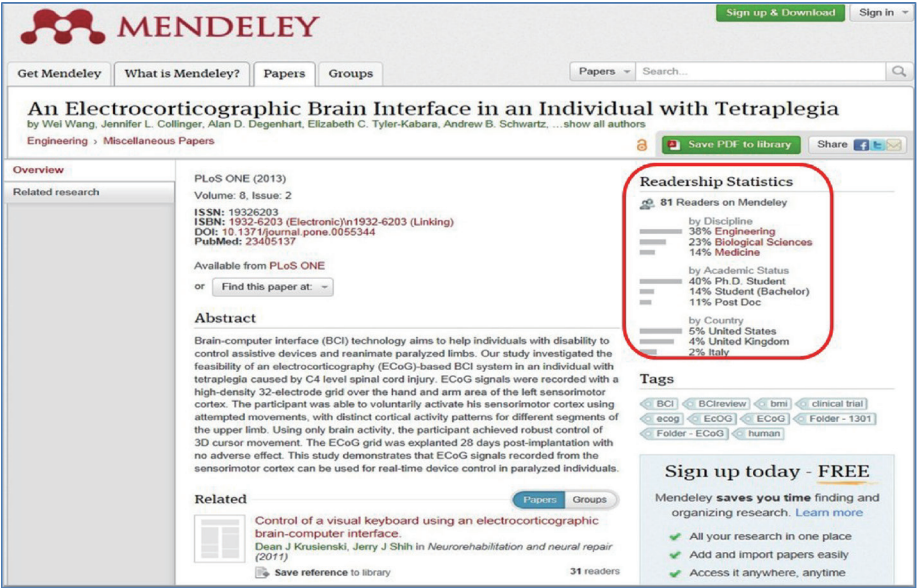 MENDELEY
Sign up & Download
Sign in
Get Mendeley
What is Mendeley?
Papers
Groups
Papers
Search...
An Electrocorticographic Brain Interface in an Individual with Tetraplegia
by Wei Wang, Jennifer L. Collinger, Alan D. Degenhart, Elizabeth C. Tyler-Kabara, Andrew B. Schwartz, ...show all authors
Engineering › Miscellaneous Papers
Save PDF to library
Share
Overview
Related research
PLoS ONE (2013)
Volume: 8, Issue: 2
ISSN: 19326203
ISBN: 1932-6203 (Electronic)\n1932-6203 (Linking)
DOI: 10.1371/journal.pone.0055344
PubMed: 23405137
Available from PLoS ONE
or Find this paper at:
Abstract
Brain-computer interface (BCI) technology aims to help individuals with disability to
control assistive devices and reanimate paralyzed limbs. Our study investigated the
feasibility of an electrocorticography (ECoG)-based BCI system in an individual with
tetraplegia caused by C4 level spinal cord injury. ECoG signals were recorded with a
high-density 32-electrode grid over the hand and arm area of the left sensorimotor
cortex. The participant was able to voluntarily activate his sensorimotor cortex using
attempted movements, with distinct cortical activity patterns for different segments of
the upper limb. Using only brain activity, the participant achieved robust control of
3D cursor movement. The ECoG grid was explanted 28 days post-implantation with
no adverse effect. This study demonstrates that ECoG signals recorded from the
sensorimotor cortex can be used for real-time device control in paralyzed individuals.
Related
Papers
Groups
Control of a visual keyboard using an electrocorticographic
brain-computer interface.
Dean J Krusienski, Jerry J Shih in Neurorehabilitation and neural repair
(2011)
Save reference to library
31 readers
Readership Statistics
81 Readers on Mendeley
by Discipline
38% Engineering
23% Biological Sciences
14% Medicine
by Academic Status
40% Ph.D. Student
14% Student (Bachelor)
11% Post Doc
by Country
5% United States
4% United Kingdom
2% Italy
Tags
BCI
BCIreview
bmi
clinical trial
ecog
EcOG
ECoG
Folder - 1301
Folder - ECoG
human
Sign up today - FREE
Mendeley saves you time finding and
organizing research. Learn more
All your research in one place
Add and import papers easily
Access it anywhere, anytime